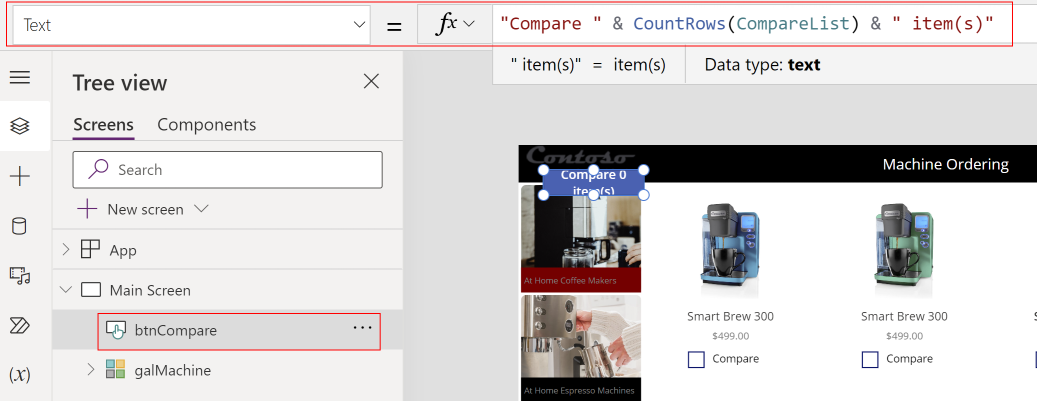 Text = fx "Compare " & CountRows(CompareList) & " item(s)"
" item(s)" = item(s) Data type: text
Tree view
Screens Components
Search
New screen
App
Main Screen
btnCompare ...
galMachine
(x)
Contoso
Machine Ordering
Compare 0
item(s)
At Home Coffee Makers
At Home Espresso Machines
Smart Brew 300
$499.00
Compare
Smart Brew 300
$499.00
Compare